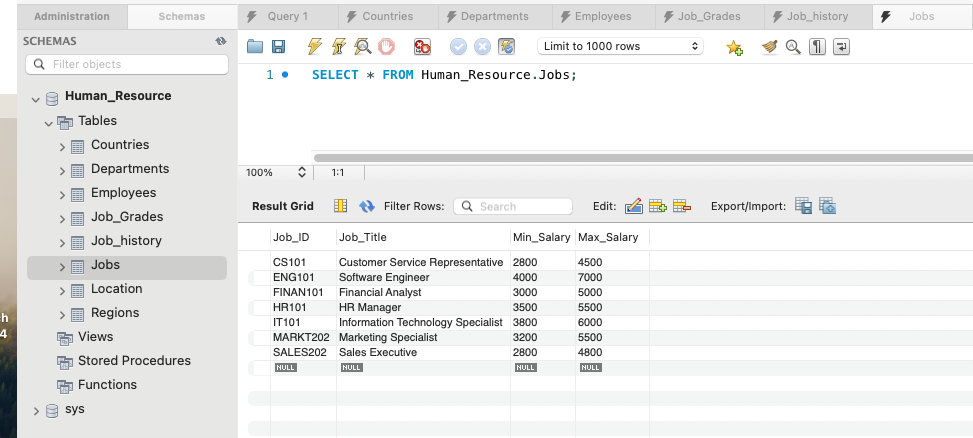 Administration Schemas Query 1 Countries Departments Employees Job_Grades Job_history Jobs
SCHEMAS
Filter objects
Limit to 1000 rows
1 SELECT * FROM Human_Resource.Jobs;
Human_Resource
Tables
Countries
Departments
Employees
Job_Grades
Job_history
Jobs
Location
Regions
Views
Stored Procedures
Functions
sys
h
4
100% 1:1
Result Grid Filter Rows: Search Edit: Export/Import:
Job_ID Job_Title Min_Salary Max_Salary
CS101 Customer Service Representative 2800 4500
ENG101 Software Engineer 4000 7000
FINAN101 Financial Analyst 3000 5000
HR101 HR Manager 3500 5500
IT101 Information Technology Specialist 3800 6000
MARKT202 Marketing Specialist 3200 5500
SALES202 Sales Executive 2800 4800
NULL NULL NULL NULL